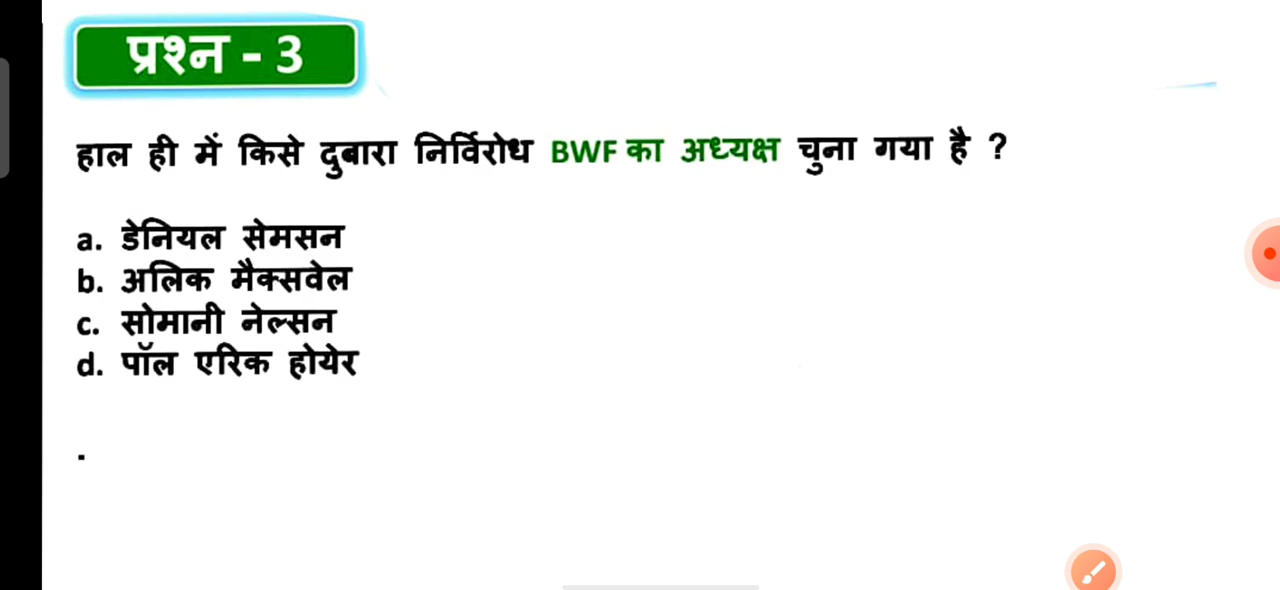 प्रश्न - 3
हाल ही में किसे दुबारा निर्विरोध BWF का अध्यक्ष चुना गया है ?
a. डेनियल सेमसन
b. अलिक मैक्सवेल
c. सोमानी नेल्सन
d. पॉल एरिक होयेर
.